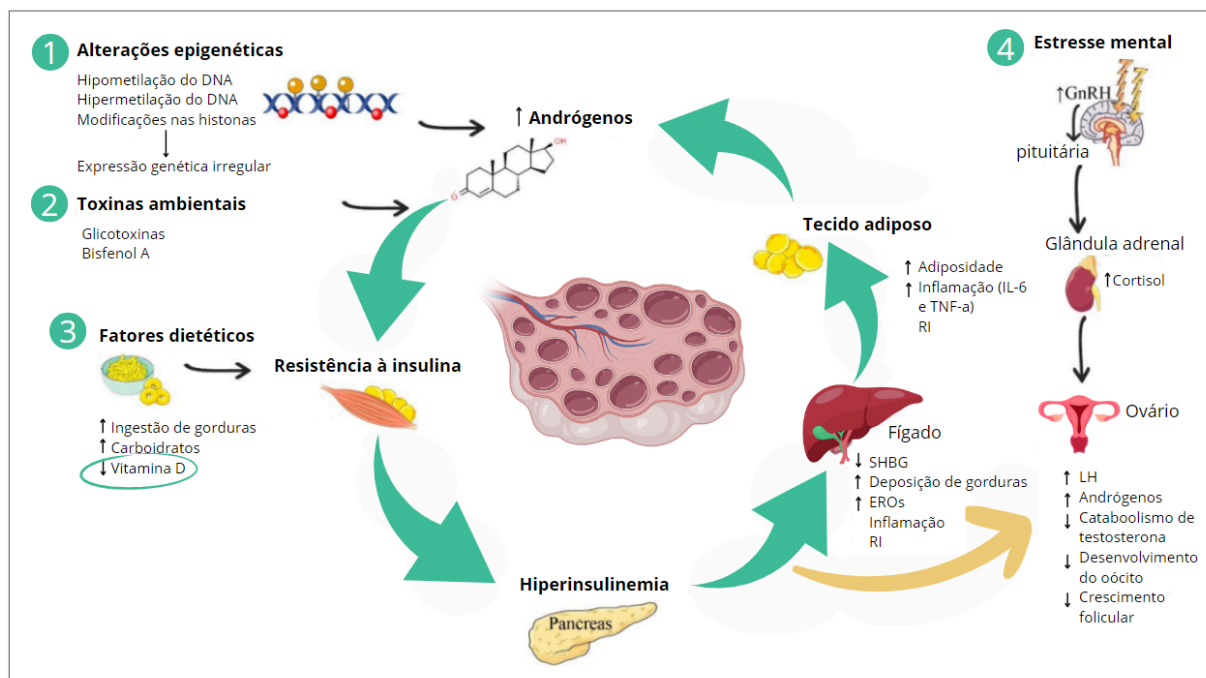 1
Alterações epigenéticas
Hipometilação do DNA
Hipermetilação do DNA
Modificações nas histonas
Expressão genética irregular
2
Toxinas ambientais
Glicotoxinas
Bisfenol A
3
Fatores dietéticos
↑ Ingestão de gorduras
↑ Carboidratos
↓ Vitamina D
↑ Andrógenos
OH
O
Resistência à insulina
Hiperinsulinemia
Pancreas
Fígado
↓ SHBG
↑ Deposição de gorduras
↑ EROs
Inflamação
RI
Tecido adiposo
↑ Adiposidade
↑ Inflamação (IL-6
e TNF-a)
RI
4
Estresse mental
↑GnRH
pituitária
Glândula adrenal
↑Cortisol
Ovário
↑ LH
↑ Andrógenos
↓ Cataboolismo de
testosterona
↓ Desenvolvimento
do oócito
↓ Crescimento
folicular